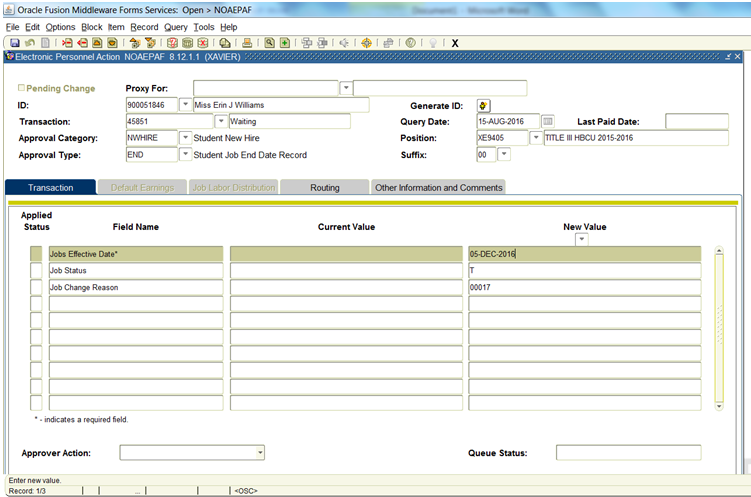 Oracle Fusion Middleware Forms Services: Open > NOAEPAF
File Edit Options Block Item Record Query Tools Help
X
Electronic Personnel Action NOAEPAF 8.12.1.1 (XAVIER)
Pending Change Proxy For:
ID: 900051846 Miss Erin J Williams Generate ID:
Transaction: 45851 Waiting Query Date: 15-AUG-2016 Last Paid Date:
Approval Category: NWHIRE Student New Hire Position: XE9405 TITLE III HBCU 2015-2016
Approval Type: END Student Job End Date Record Suffix: 00
Transaction Default Earnings Job Labor Distribution Routing Other Information and Comments
Applied
Status Field Name Current Value New Value
Jobs Effective Date* 05-DEC-2016
Job Status T
Job Change Reason 00017
* - indicates a required field.
Approver Action: Queue Status:
Enter new value.
Record: 1/3 ... <OSC>